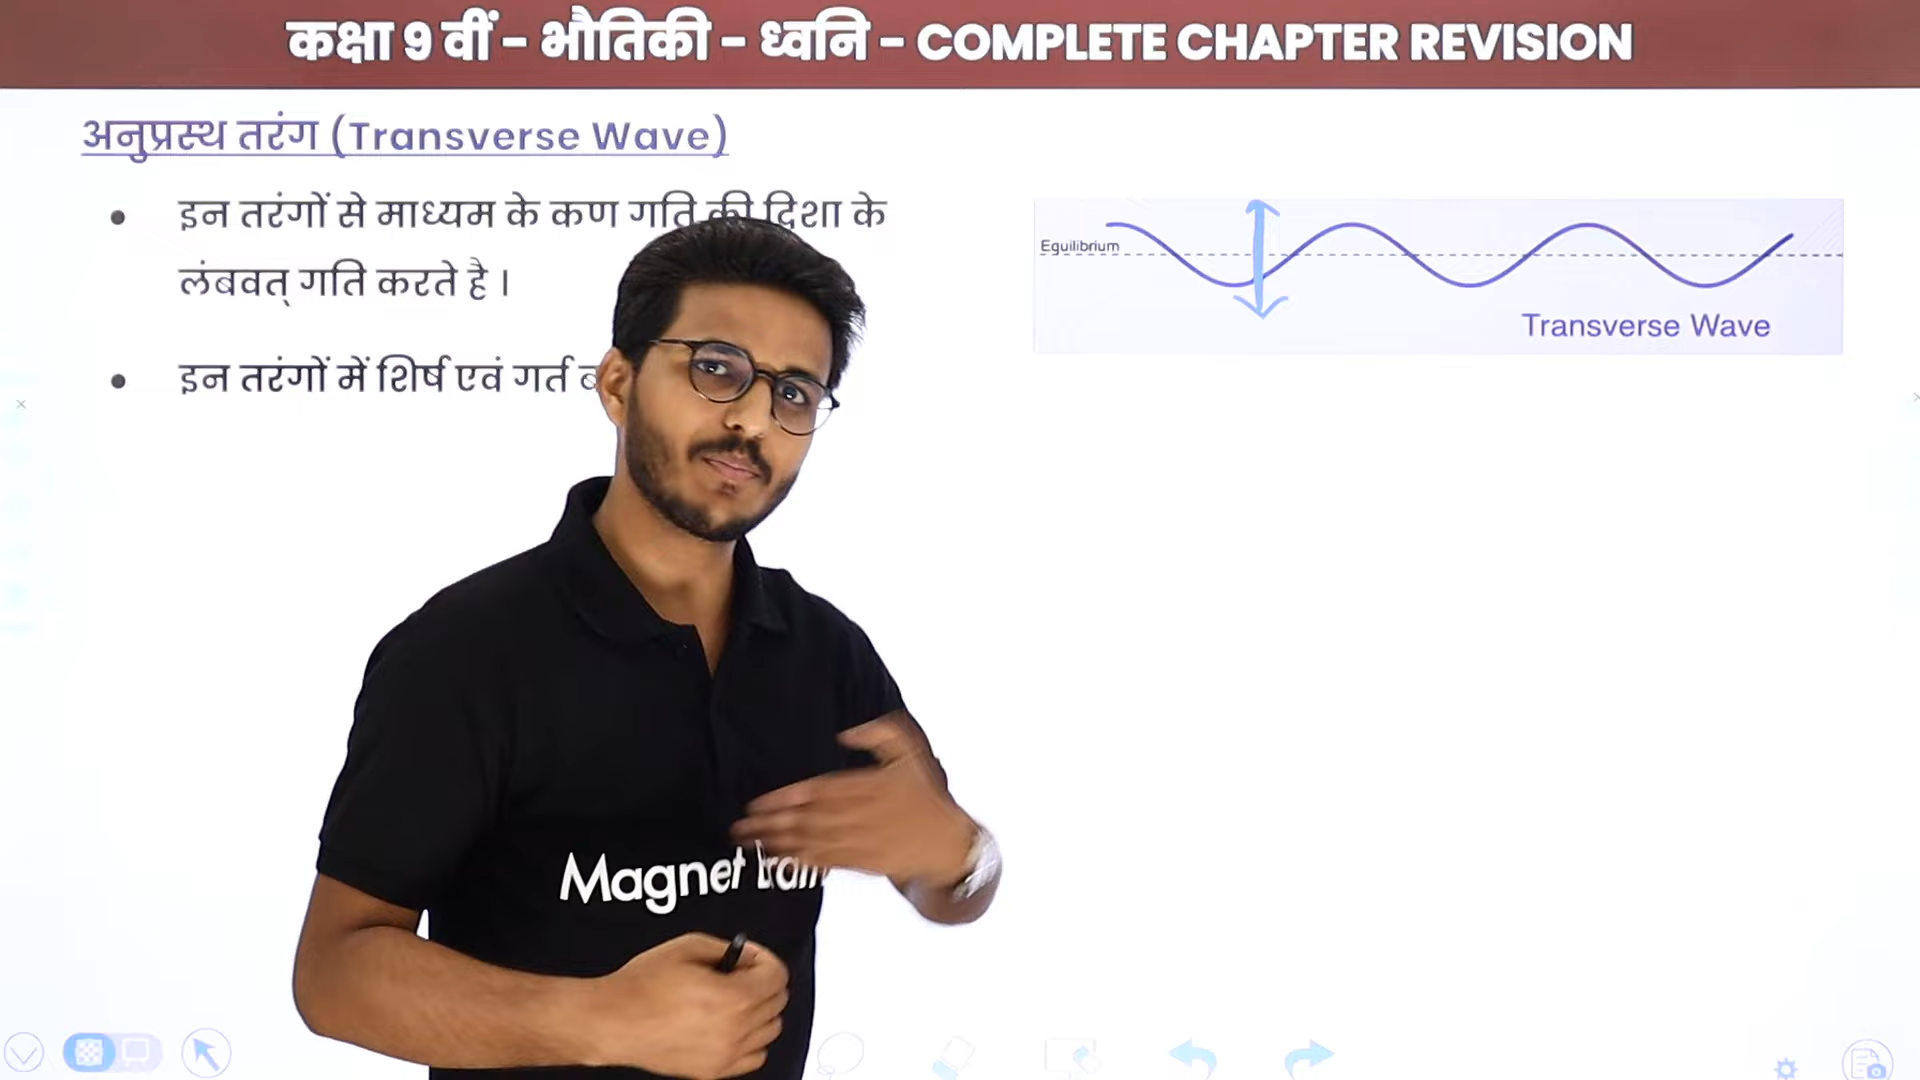 कक्षा 9 वीं - भौतिकी - ध्वनि - COMPLETE CHAPTER REVISION
अनुप्रस्थ तरंग (Transverse Wave)
इन तरंगों से माध्यम के कण गति की दिशा के
लंबवत् गति करते है ।
इन तरंगों में शिर्ष एवं गर्त
Equilibrium
Transverse Wave
Magnet